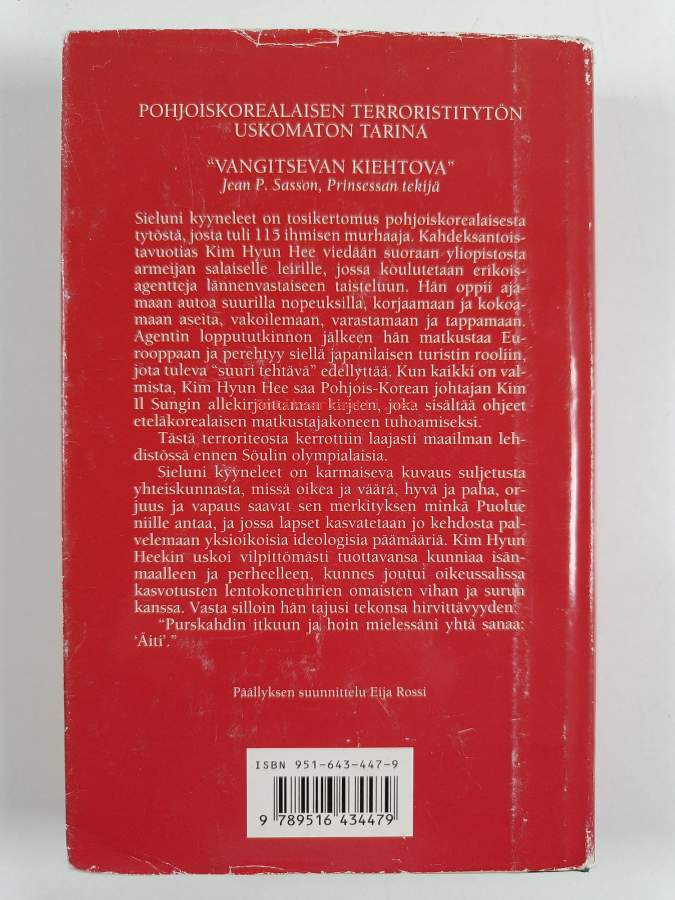 POHJOISKOREALAISEN TERRORISTITYTÖN
USKOMATON TARINA
"VANGITSEVAN KIEHTOVA"
Jean P. Sasson, Prinsessan tekijä
Sieluni kyyneleet on tosikertomus pohjoiskorealaisesta
tytöstä, josta tuli 115 ihmisen murhaaja. Kahdeksantois-
tavuotias Kim Hyun Hee viedään suoraan yliopistosta
armeijan salaiselle leirille, jossa koulutetaan erikois-
agentteja lännenvastaiseen taisteluun. Hän oppii aja-
maan autoa suurilla nopeuksilla, korjaamaan ja kokoa-
maan aseita, vakoilemaan, varastamaan ja tappamaan.
Agentin loppututkinnon jälkeen hän matkustaa Eu-
rooppaan ja perehtyy siellä japanilaisen turistin rooliin,
jota tuleva "suuri tehtävä" edellyttää. Kun kaikki on val-
mista, Kim Hyun Hee saa Pohjois-Korean johtajan Kim
Il Sungin allekirjoittaman kirjeen, joka sisältää ohjeet
eteläkorealaisen matkustajakoneen tuhoamiseksi.
Tästä terroriteosta kerrottiin laajasti maailman leh-
distössä ennen Söulin olympialaisia.
Sieluni kyyneleet on karmaiseva kuvaus suljetusta
yhteiskunnasta, missä oikea ja väärä, hyvä ja paha, or-
juus ja vapaus saavat sen merkityksen minkä Puolue
niille antaa, ja jossa lapset kasvatetaan jo kehdosta pal-
velemaan yksioikoisia ideologisia päämääriä. Kim Hyun
Heekin uskoi vilpittömästi tuottavansa kunniaa isän-
maalleen ja perheelleen, kunnes joutui oikeussalissa
kasvotusten lentokoneuhrien omaisten vihan ja surun
kanssa. Vasta silloin hän tajusi tekonsa hirvittävyyden:
"Purskahdin itkuun ja hoin mielessäni yhtä sanaa:
'Äiti'."
Päällyksen suunnittelu Eija Rossi
ISBN 951-643-447-9
9 789516 434479